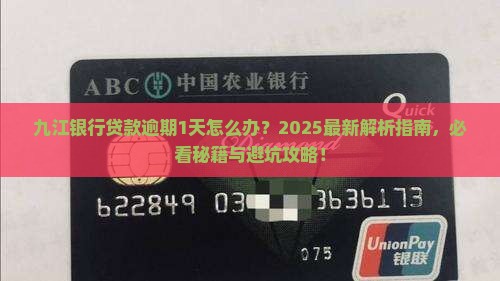 ABC 中国农业银行
Quick
九江银行贷款逾期1天怎么办？2025最新解析指南，必
看秘籍与避坑攻略！
Diamond
622849 03 3636173
075
UnionPay
银联